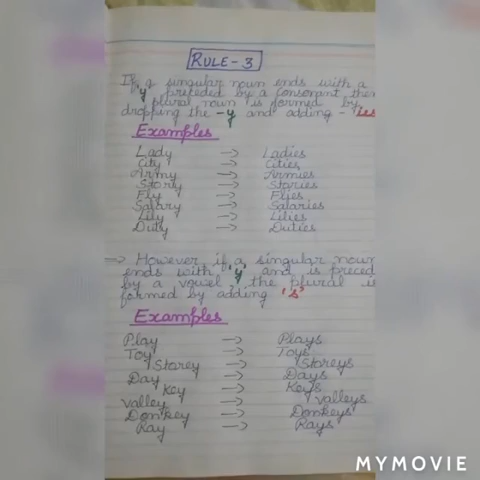 RULE-3
If a singular noun ends with a
'y' preceded by a consonent then
plural noun is formed by
dropping the -y and adding -'ies
Examples
Lady → Ladies
City → Cities
Army → Armies
Story → Stories
Fly → Flies
Salary → Salaries
Lily → Lilies
Duty → Duties
⇒ However if a singular noun
ends with 'y' and is preced
by a vowel, the plural is
formed by adding 's'
Examples
Play → Plays
Toy → Toys
Storey → Storeys
Day → Days
Key → Keys
Valley → Valleys
Donkey → Donkeys
Ray → Rays
MYMOVIE